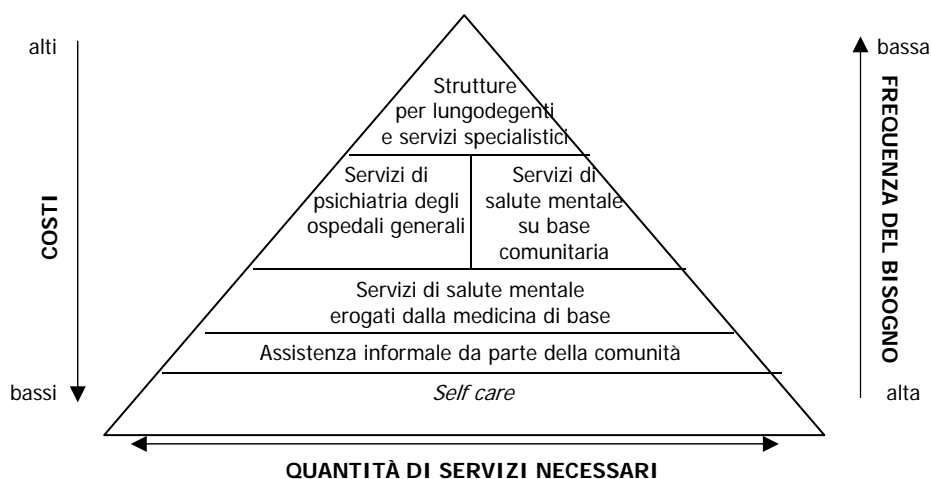 alti
bassa
Strutture
per lungodegenti
e servizi specialistici
Servizi di
psichiatria degli
ospedali generali
Servizi di
salute mentale
su base
comunitaria
COSTI
FREQUENZA DEL BISOGNO
Servizi di salute mentale
erogati dalla medicina di base
Assistenza informale da parte della comunità
bassi
Self care
alta
QUANTITÀ DI SERVIZI NECESSARI